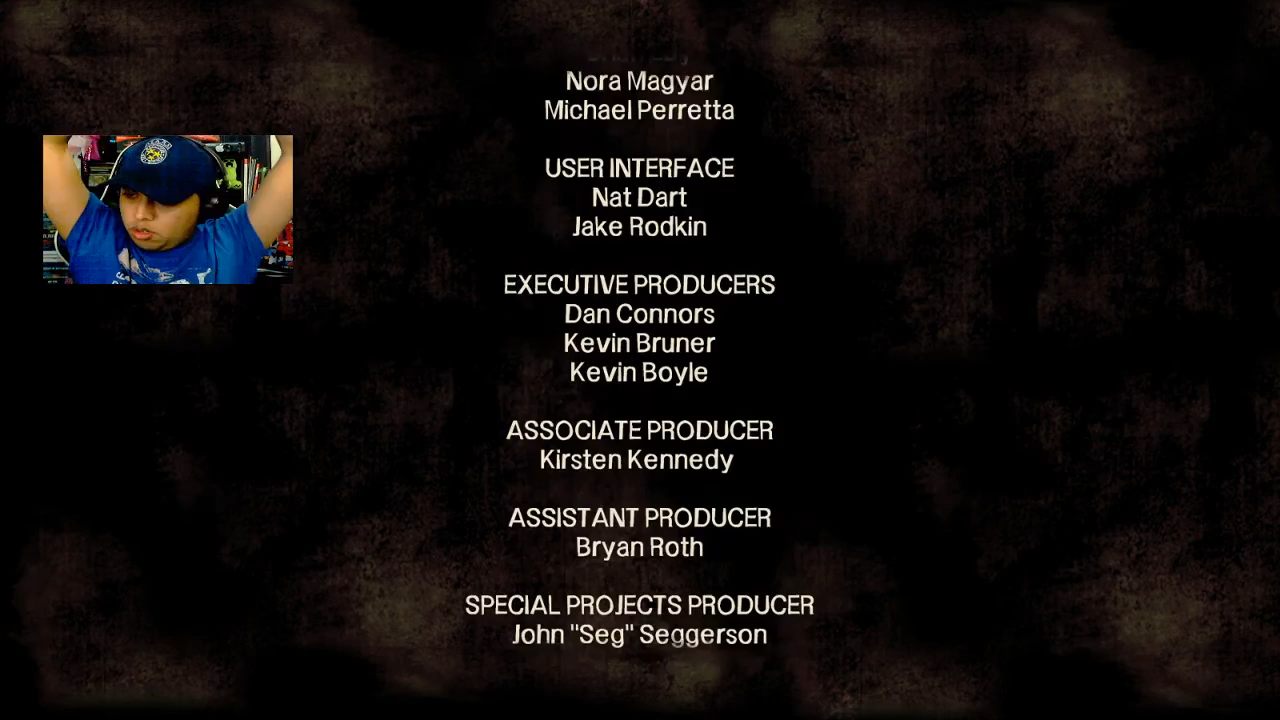 Nora Magyar
Michael Perretta
USER INTERFACE
Nat Dart
Jake Rodkin
EXECUTIVE PRODUCERS
Dan Connors
Kevin Bruner
Kevin Boyle
ASSOCIATE PRODUCER
Kirsten Kennedy
ASSISTANT PRODUCER
Bryan Roth
SPECIAL PROJECTS PRODUCER
John "Seg" Seggerson